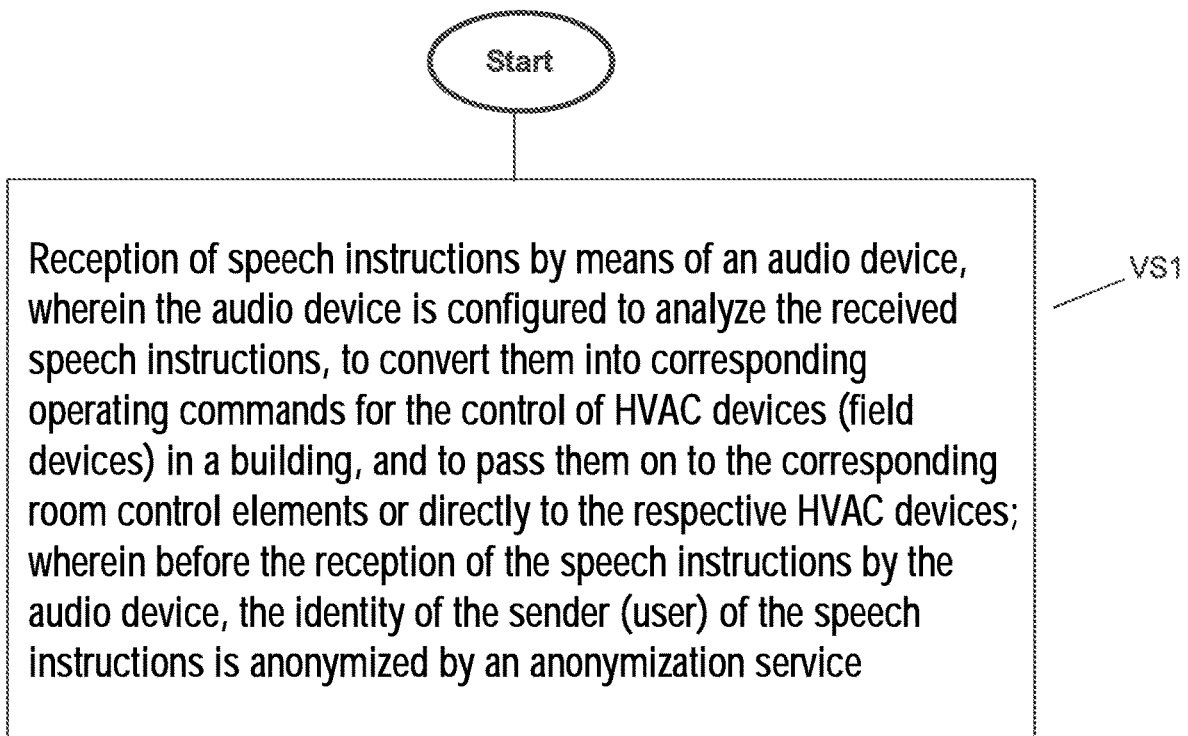 Start
Reception of speech instructions by means of an audio device,
wherein the audio device is configured to analyze the received
speech instructions, to convert them into corresponding
operating commands for the control of HVAC devices (field
devices) in a building, and to pass them on to the corresponding
room control elements or directly to the respective HVAC devices;
wherein before the reception of the speech instructions by the
audio device, the identity of the sender (user) of the speech
instructions is anonymized by an anonymization service
VS1